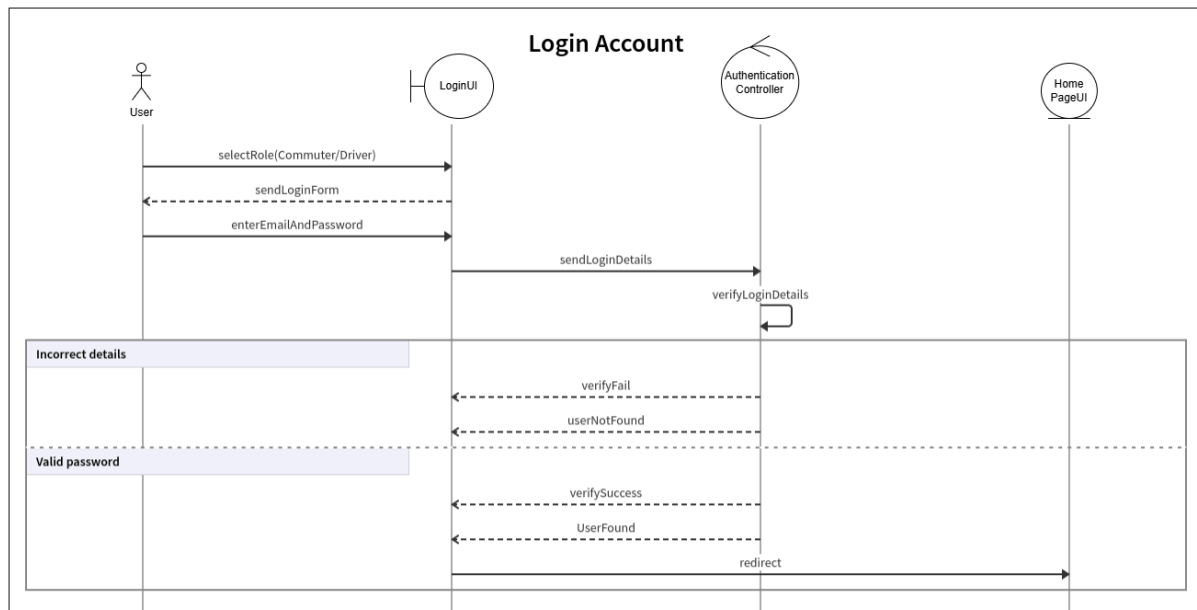 Login Account
User
LoginUI
Authentication
Controller
Home
PageUI
selectRole(Commuter/Driver)
sendLoginForm
enterEmailAndPassword
sendLoginDetails
verifyLoginDetails
Incorrect details
verifyFail
userNotFound
Valid password
verifySuccess
UserFound
redirect